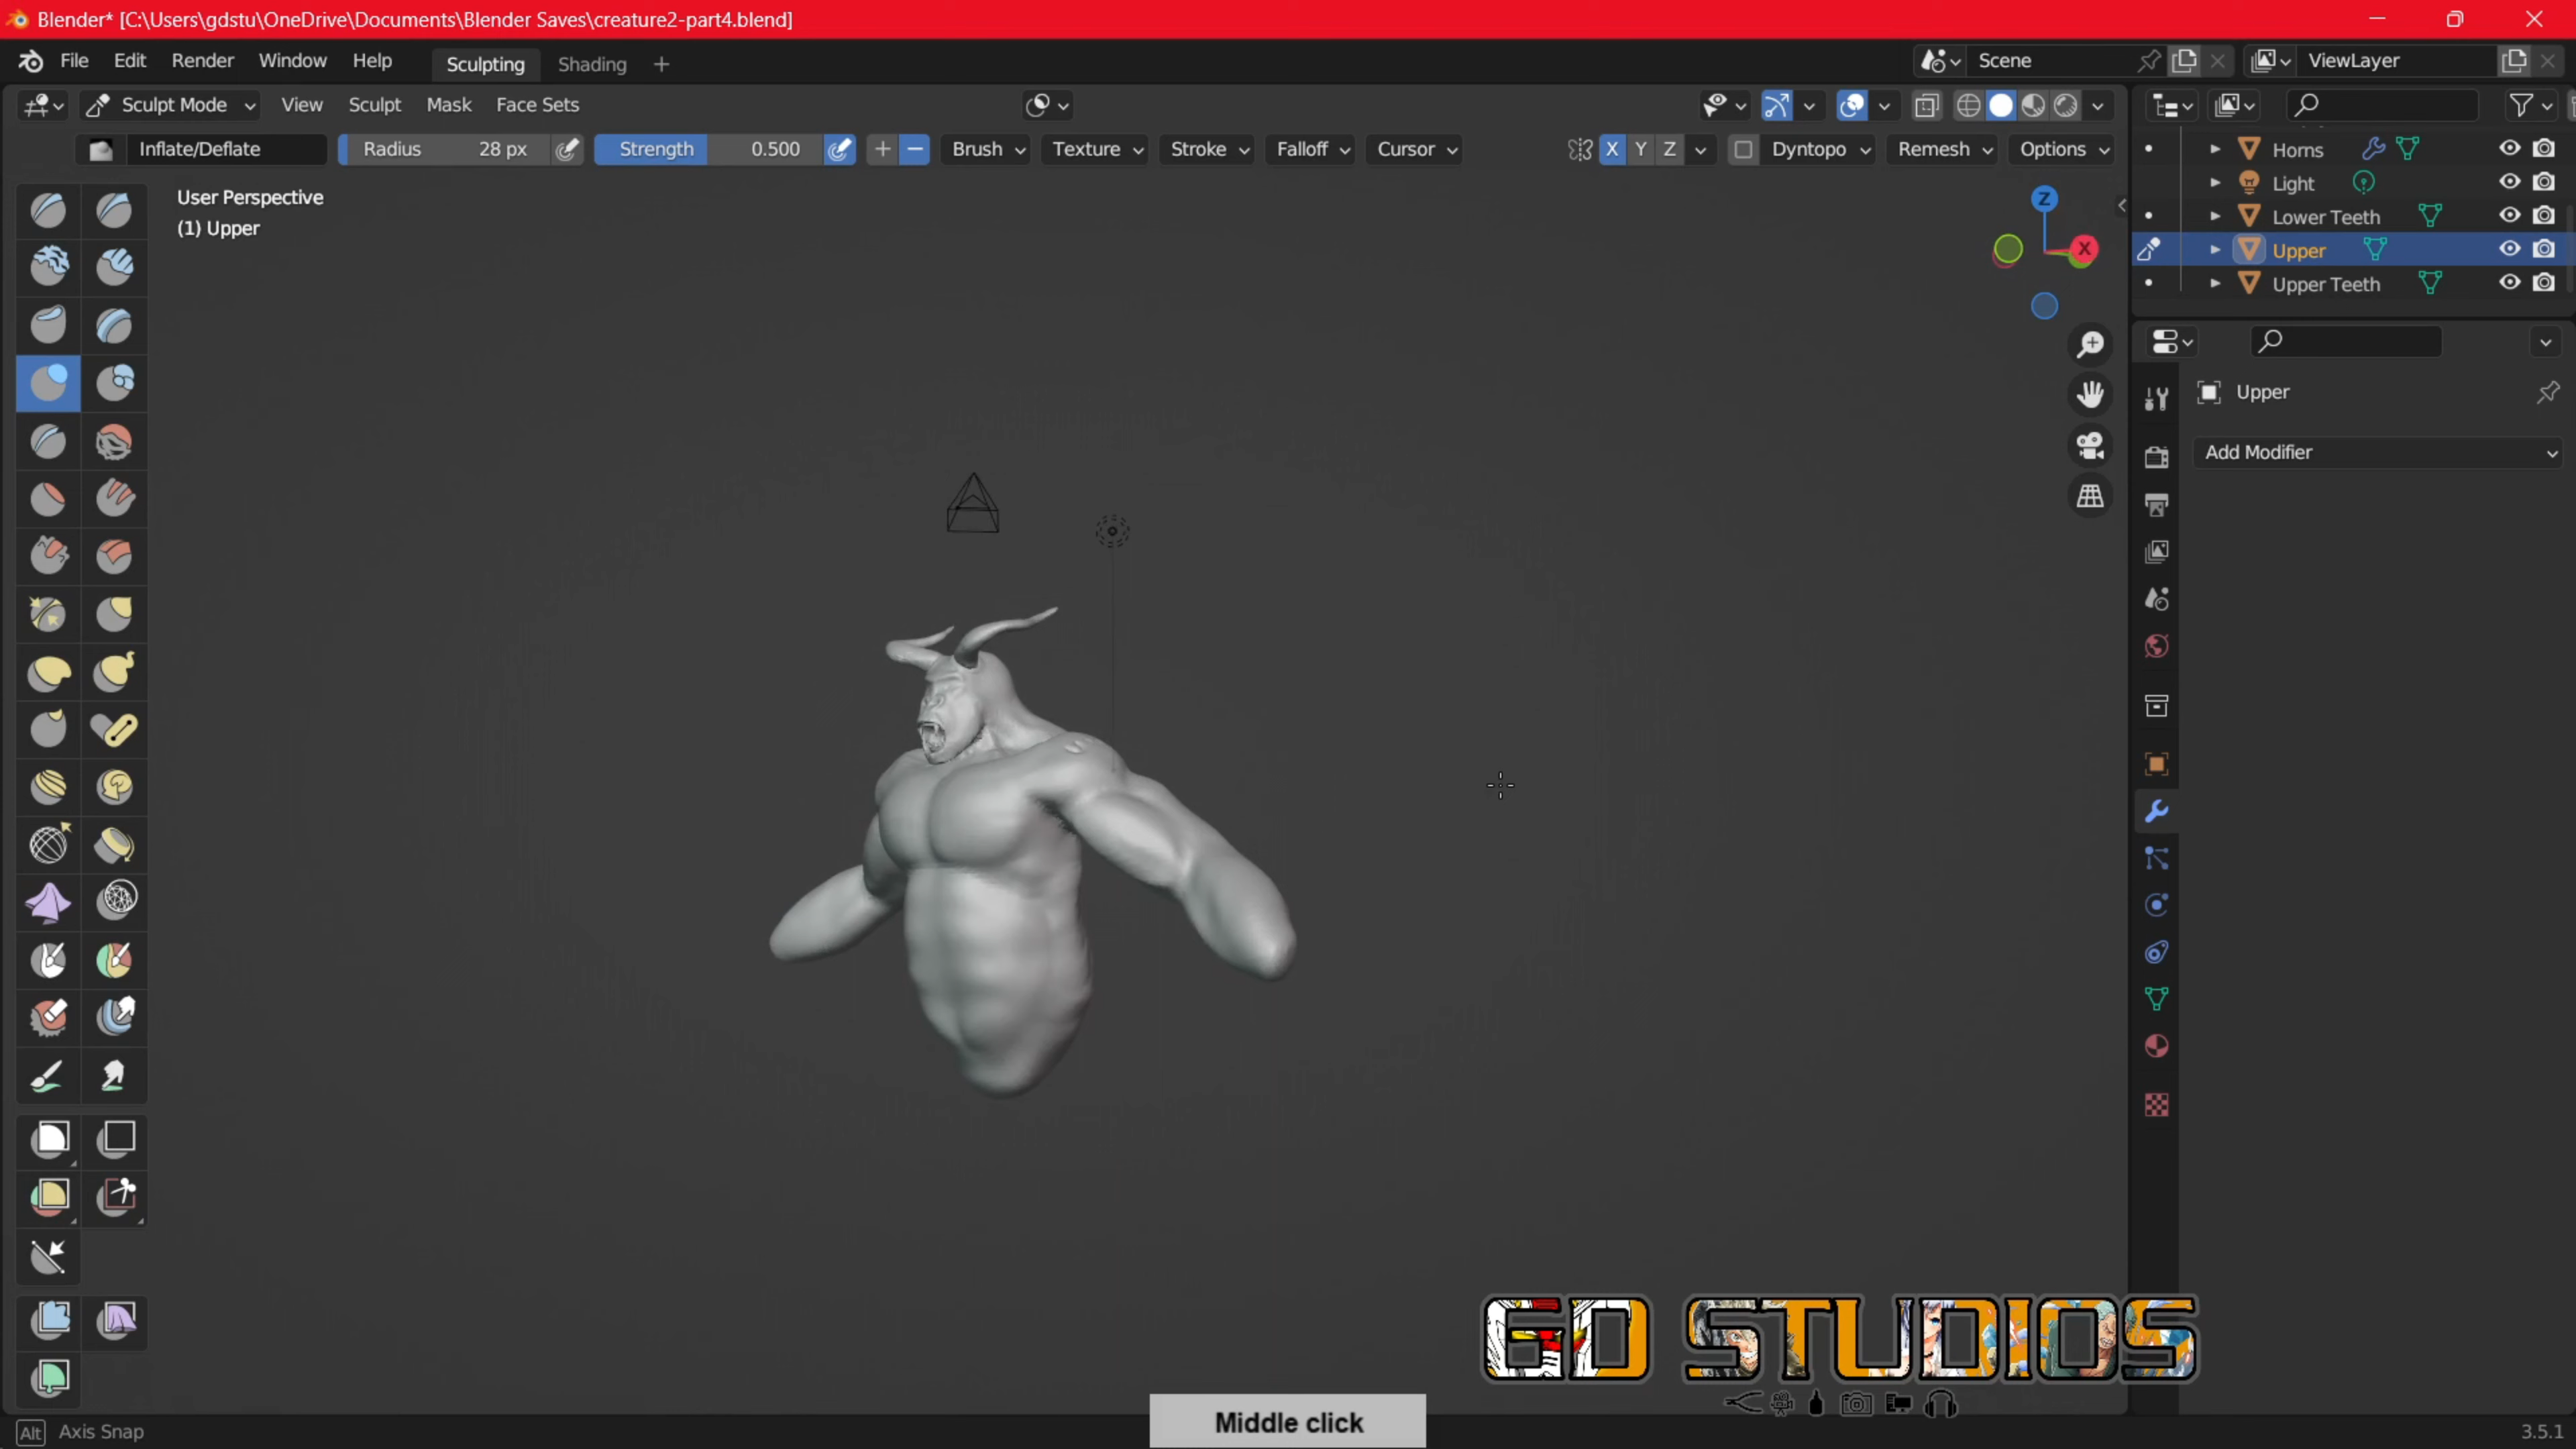 Blender* [C:\Users\gdstu\OneDrive\Documents\Blender Saves\creature2-part4.blend]
File Edit Render Window Help Sculpting Shading + Scene ViewLayer
Sculpt Mode View Sculpt Mask Face Sets
Inflate/Deflate Radius 28 px Strength 0.500 Brush Texture Stroke Falloff Cursor X Y Z Dyntopo Remesh Options
User Perspective
(1) Upper
Z
X
Horns
Light
Lower Teeth
Upper
Upper Teeth
Upper
Add Modifier
GD STUDIOS
Middle click
Alt Axis Snap
3.5.1